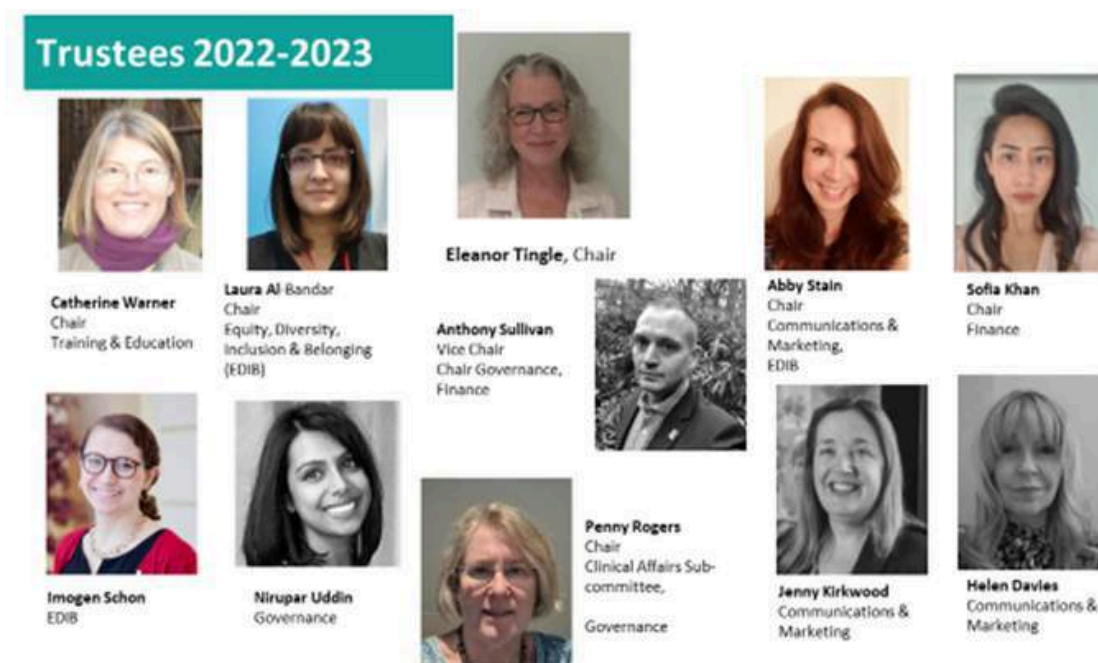 Trustees 2022-2023
Eleanor Tingle, Chair
Catherine Warner
Chair
Training & Education
Laura Al-Bandar
Chair
Equity, Diversity,
Inclusion & Belonging
(EDIB)
Anthony Sullivan
Vice Chair
Chair Governance,
Finance
Abby Stain
Chair
Communications &
Marketing,
EDIB
Sofia Khan
Chair
Finance
Imogen Schon
EDIB
Nirupar Uddin
Governance
Penny Rogers
Chair
Clinical Affairs Sub-
committee,
Governance
Jenny Kirkwood
Communications &
Marketing
Helen Davies
Communications &
Marketing